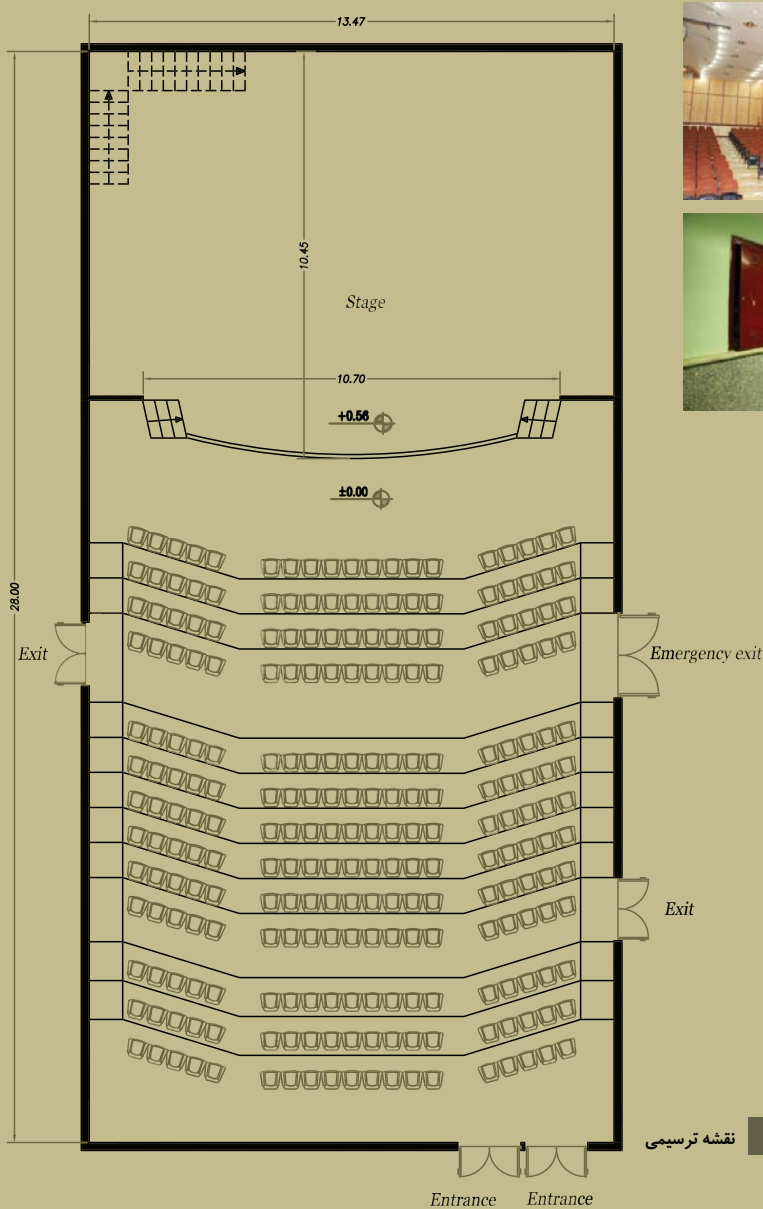 13.47
10.45
Stage
10.70
+0.56
±0.00
28.00
Exit
Emergency exit
Exit
نقشه ترسیمی
Entrance
Entrance